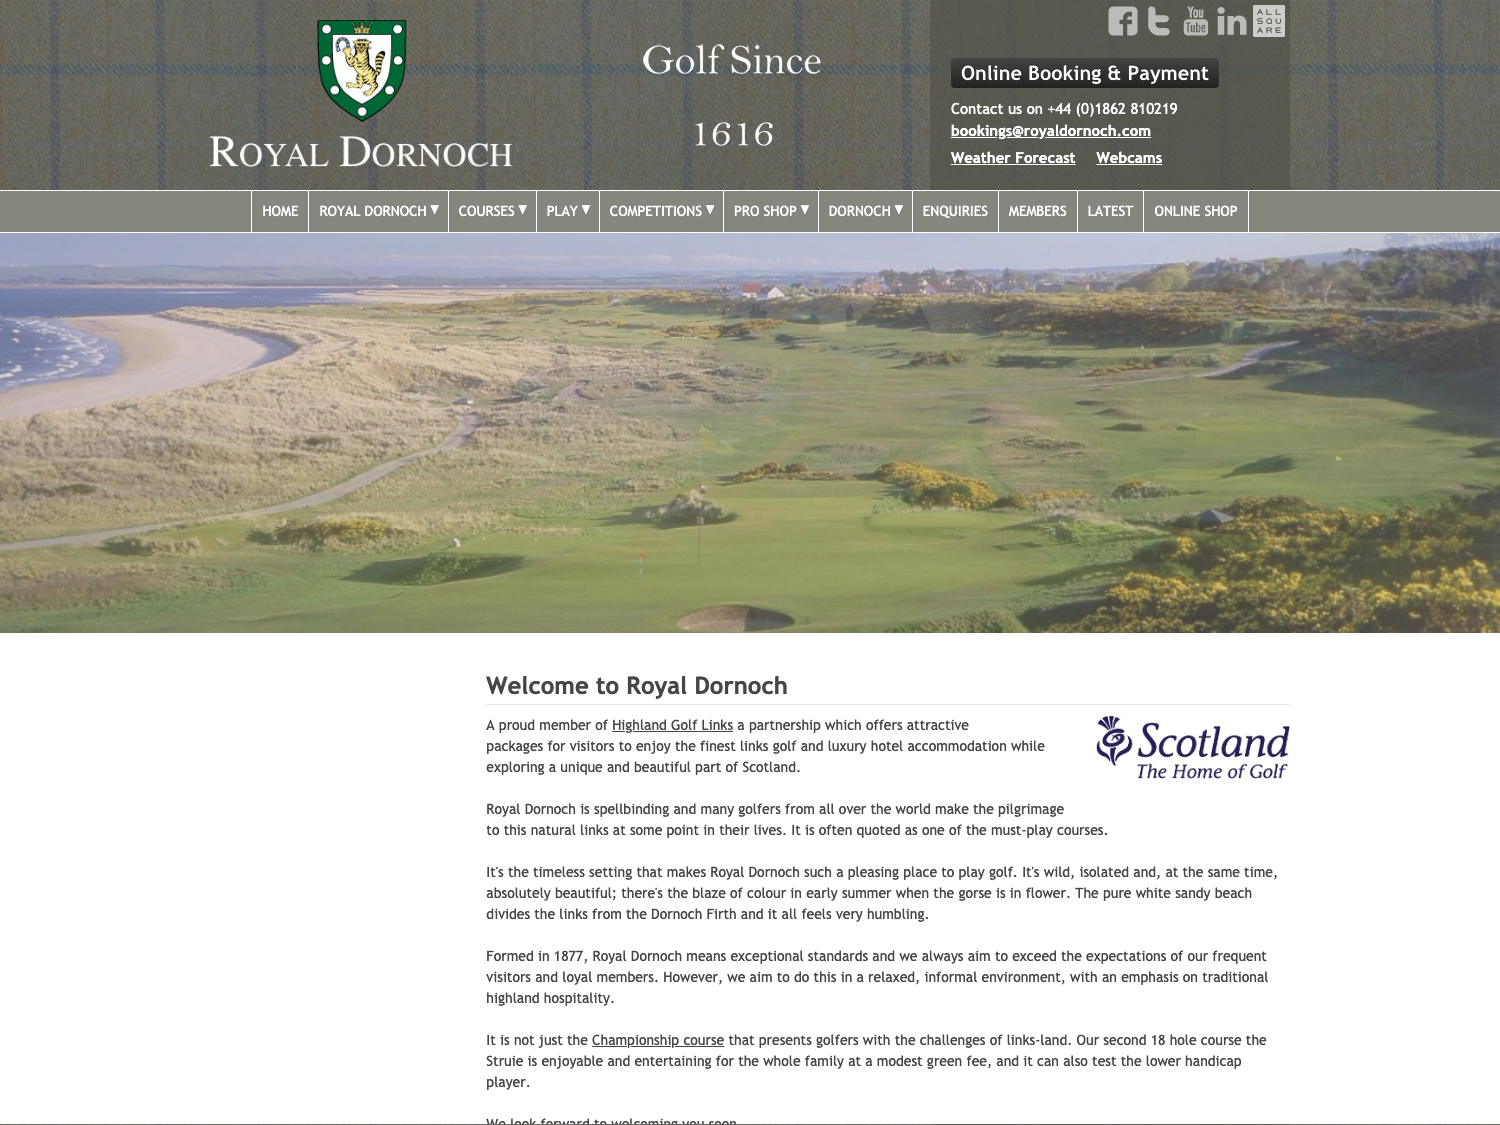 You
Tube
ALL
SQU
ARE
ROYAL DORNOCH
Golf Since
1616
Online Booking & Payment
Contact us on +44 (0)1862 810219
bookings@royaldornoch.com
Weather Forecast Webcams
HOME ROYAL DORNOCH COURSES PLAY COMPETITIONS PRO SHOP DORNOCH ENQUIRIES MEMBERS LATEST ONLINE SHOP
Welcome to Royal Dornoch
A proud member of Highland Golf Links a partnership which offers attractive
packages for visitors to enjoy the finest links golf and luxury hotel accommodation while
exploring a unique and beautiful part of Scotland.
Scotland
The Home of Golf
Royal Dornoch is spellbinding and many golfers from all over the world make the pilgrimage
to this natural links at some point in their lives. It is often quoted as one of the must-play courses.
It's the timeless setting that makes Royal Dornoch such a pleasing place to play golf. It's wild, isolated and, at the same time,
absolutely beautiful; there's the blaze of colour in early summer when the gorse is in flower. The pure white sandy beach
divides the links from the Dornoch Firth and it all feels very humbling.
Formed in 1877, Royal Dornoch means exceptional standards and we always aim to exceed the expectations of our frequent
visitors and loyal members. However, we aim to do this in a relaxed, informal environment, with an emphasis on traditional
highland hospitality.
It is not just the Championship course that presents golfers with the challenges of links-land. Our second 18 hole course the
Struie is enjoyable and entertaining for the whole family at a modest green fee, and it can also test the lower handicap
player.
We look forward to welcoming you soon